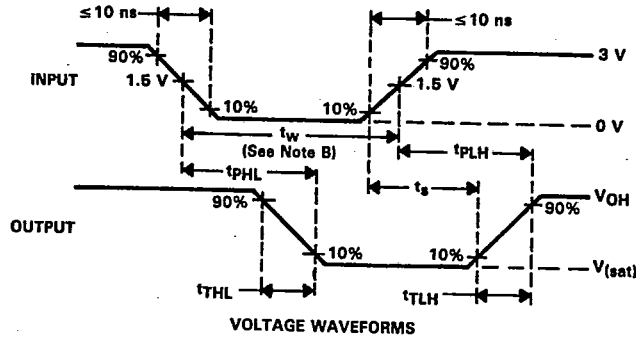 ≤10 ns
≤10 ns
90%
3 V
90%
INPUT
1.5 V
1.5 V
10%
10%
0 V
tw
(See Note B)
tPHL
tPLH
ts
VOH
90%
90%
OUTPUT
10%
10%
V(sat)
tTHL
tTLH
VOLTAGE WAVEFORMS